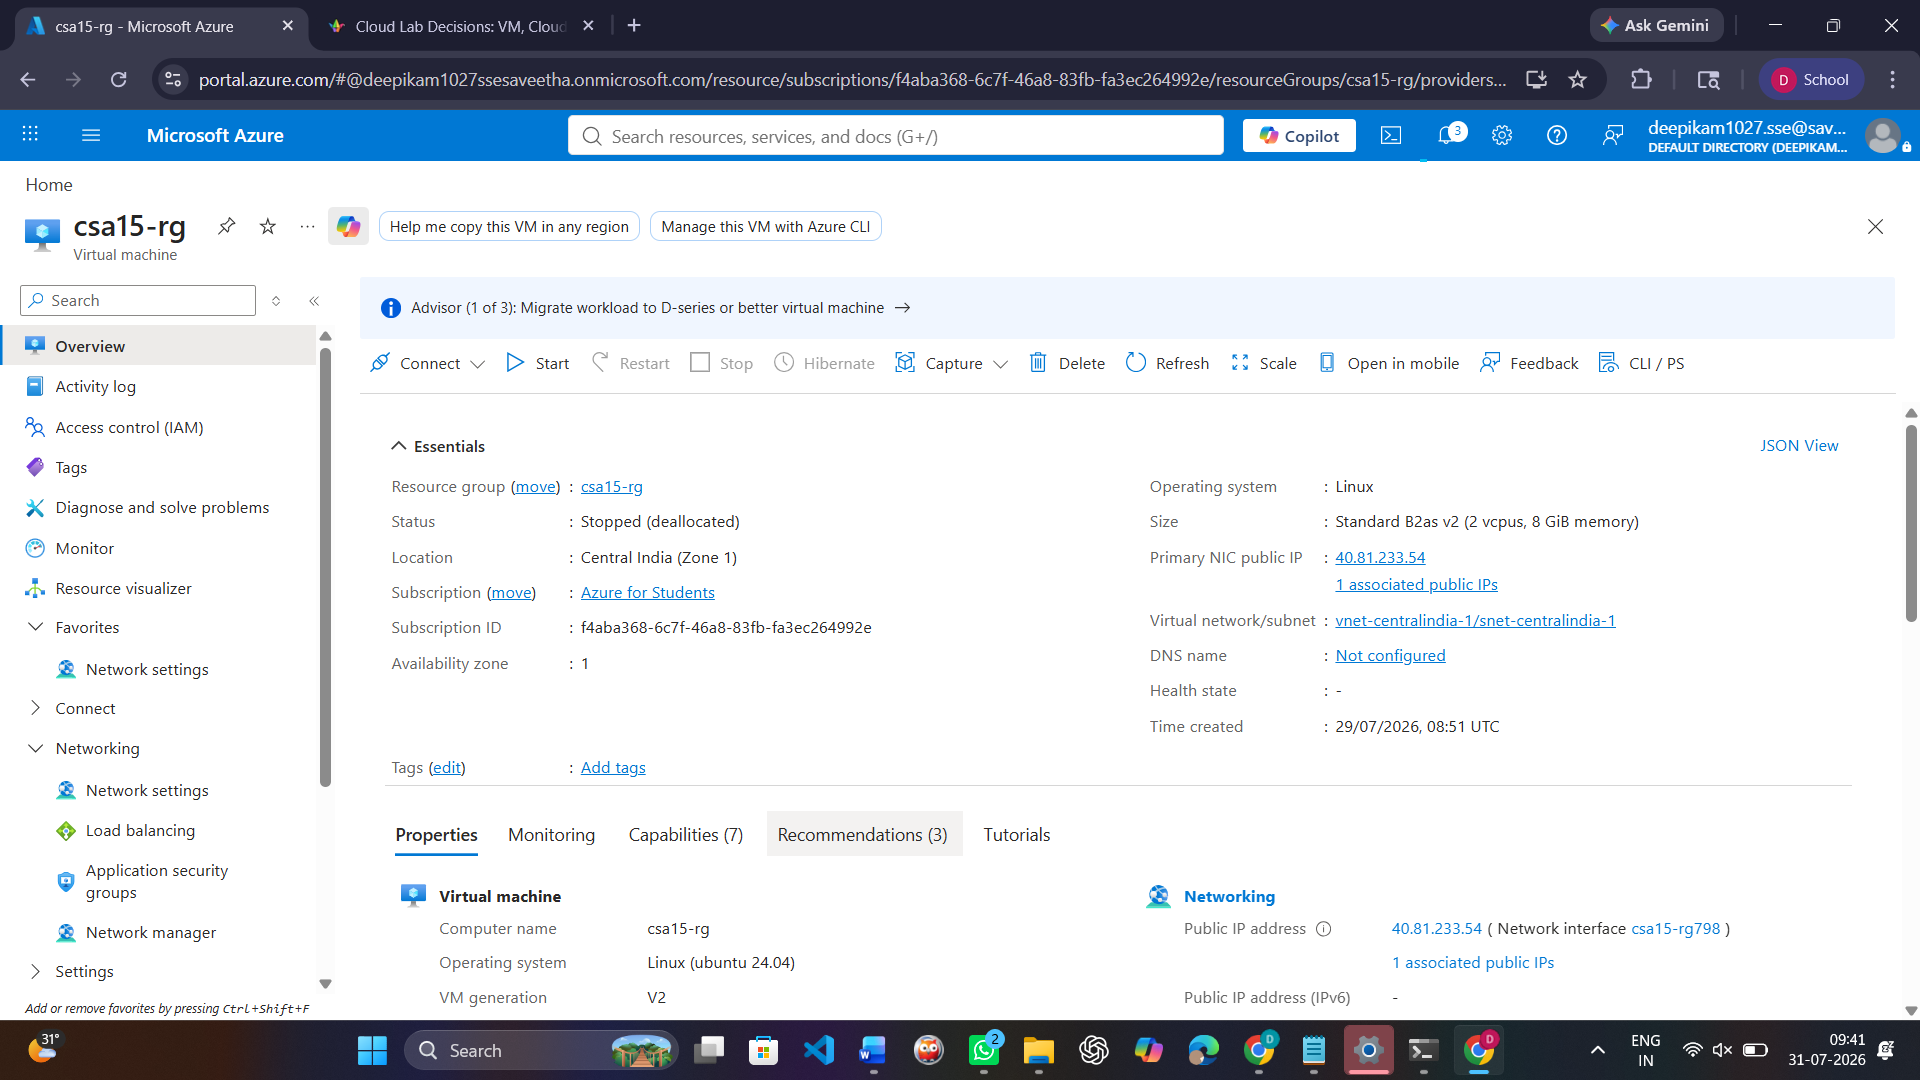 csa15-rg - Microsoft Azure
Cloud Lab Decisions: VM, Cloud
Ask Gemini
portal.azure.com/#@deepikam1027ssesaveetha.onmicrosoft.com/resource/subscriptions/f4aba368-6c7f-46a8-83fb-fa3ec264992e/resourceGroups/csa15-rg/providers...
D School
Microsoft Azure
Search resources, services, and docs (G+/)
Copilot
3
deepikam1027.sse@sav...
DEFAULT DIRECTORY (DEEPIKAM...
Home
csa15-rg
Virtual machine
Help me copy this VM in any region
Manage this VM with Azure CLI
Search
Advisor (1 of 3): Migrate workload to D-series or better virtual machine →
Connect
Start
Restart
Stop
Hibernate
Capture
Delete
Refresh
Scale
Open in mobile
Feedback
CLI / PS
Overview
Activity log
Access control (IAM)
Tags
Diagnose and solve problems
Monitor
Resource visualizer
Favorites
Network settings
Connect
Networking
Network settings
Load balancing
Application security
groups
Network manager
Settings
Add or remove favorites by pressing Ctrl+Shift+F
Essentials
JSON View
Resource group (move) : csa15-rg
Status : Stopped (deallocated)
Location : Central India (Zone 1)
Subscription (move) : Azure for Students
Subscription ID : f4aba368-6c7f-46a8-83fb-fa3ec264992e
Availability zone : 1
Operating system : Linux
Size : Standard B2as v2 (2 vcpus, 8 GiB memory)
Primary NIC public IP : 40.81.233.54
1 associated public IPs
Virtual network/subnet : vnet-centralindia-1/snet-centralindia-1
DNS name : Not configured
Health state : -
Time created : 29/07/2026, 08:51 UTC
Tags (edit) : Add tags
Properties
Monitoring
Capabilities (7)
Recommendations (3)
Tutorials
Virtual machine
Computer name csa15-rg
Operating system Linux (ubuntu 24.04)
VM generation V2
Networking
Public IP address 40.81.233.54 ( Network interface csa15-rg798 )
1 associated public IPs
Public IP address (IPv6) -
31°
Search
2
D
D
ENG
IN
09:41
31-07-2026